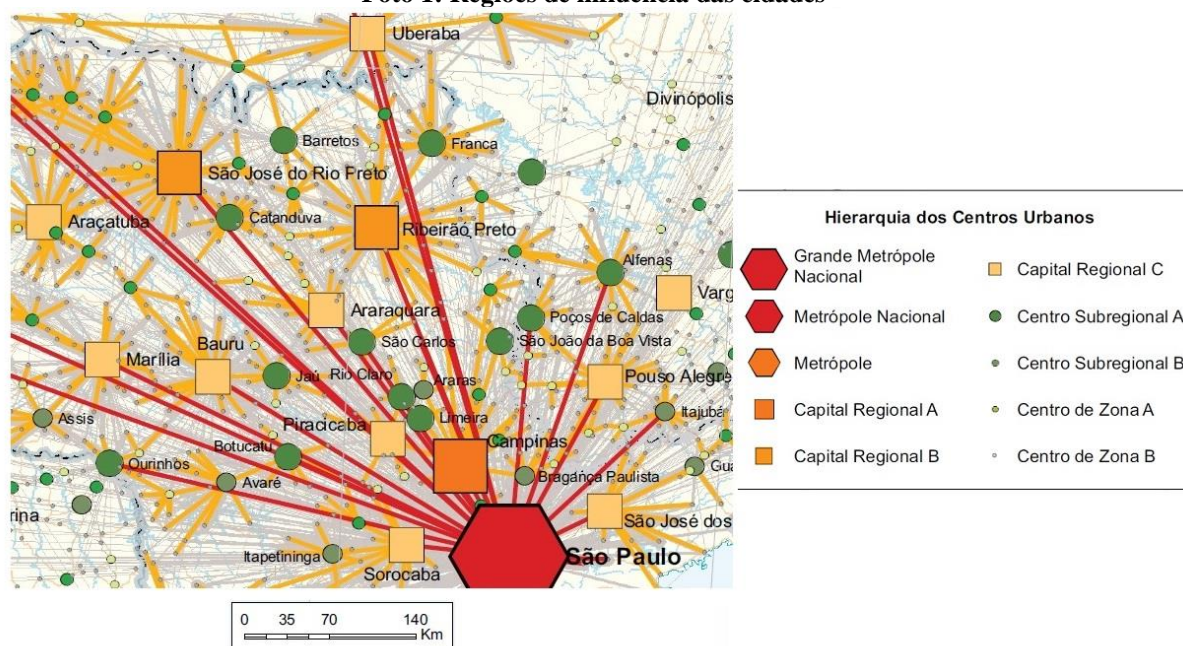 Foto 1: Regiões de influência das cidades
Uberaba
Divinópolis
Barretos
Franca
São José do Rio Preto
Araçatuba
Catanduva
Ribeirão Preto
Alfenas
Varg
Araraquara
Poços de Caldas
São Carlos
São João da Boa Vista
Marília
Bauru
Jaú
Rio Claro
Araras
Pouso Alegre
Assis
Limeira
Itajubá
Piracicaba
Campinas
Botucatu
Ourinhos
Bragança Paulista
Gua
Avaré
rina
São José dos
Itapetininga
São Paulo
Sorocaba
0 35 70 140
Km
Hierarquia dos Centros Urbanos
Grande Metrópole
Nacional
Metrópole Nacional
Metrópole
Capital Regional A
Capital Regional B
Capital Regional C
Centro Subregional A
Centro Subregional B
Centro de Zona A
Centro de Zona B